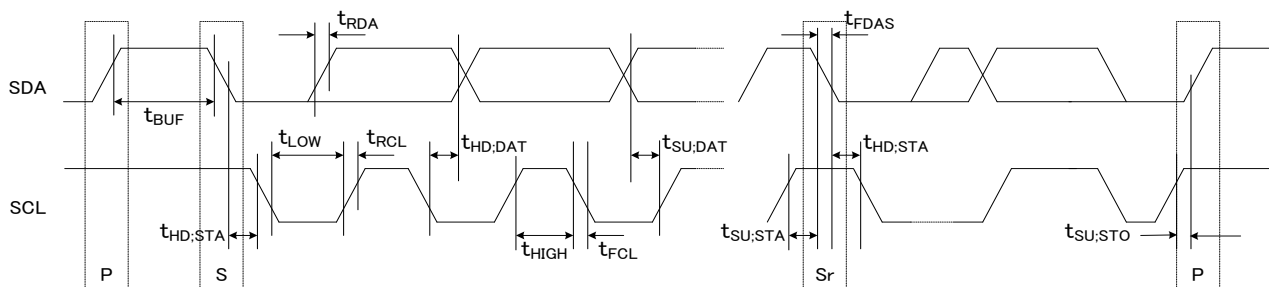 tRDA
tFDAS
SDA
tBUF
tLOW
tRCL
tHD;DAT
tSU;DAT
tHD;STA
SCL
tHD;STA
tHIGH
tFCL
tSU;STA
tSU;STO
P
S
Sr
P